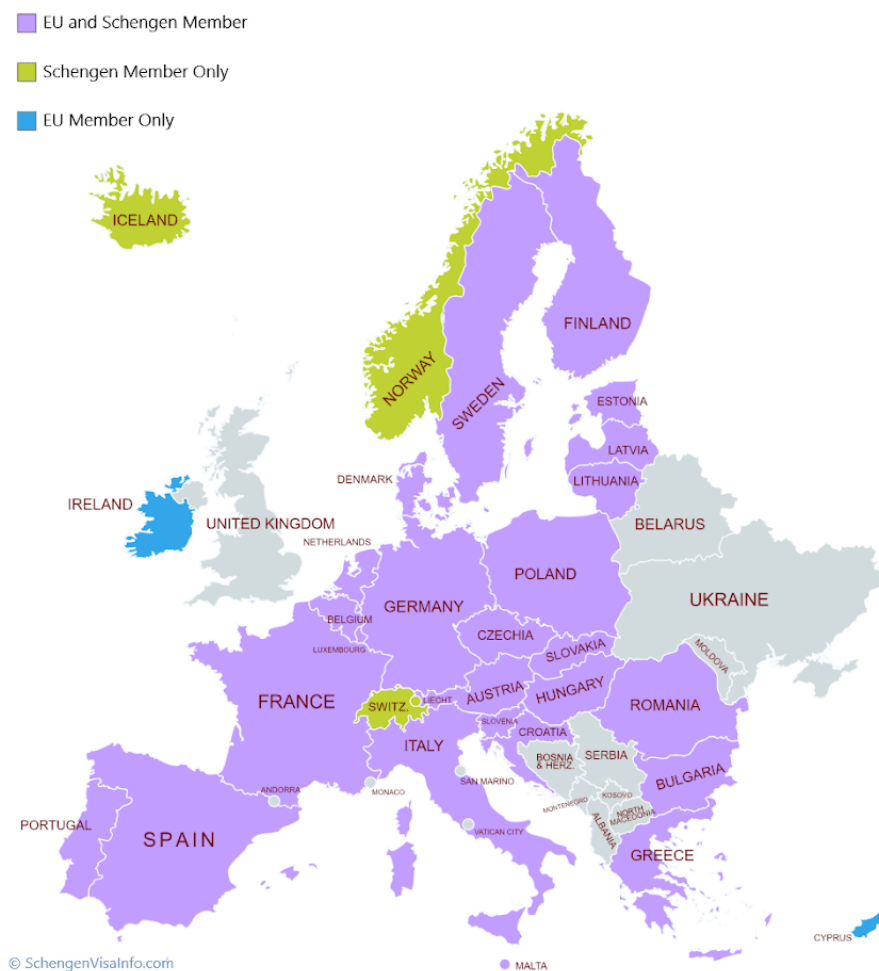 EU and Schengen Member
Schengen Member Only
EU Member Only
ICELAND
FINLAND
NORWAY
SWEDEN
ESTONIA
LATVIA
DENMARK
LITHUANIA
IRELAND
UNITED KINGDOM
BELARUS
NETHERLANDS
POLAND
UKRAINE
GERMANY
BELGIUM
CZECHIA
LUXEMBOURG
SLOVAKIA
MOLDOVA
AUSTRIA
HUNGARY
FRANCE
SWITZ.
LIECHT
ROMANIA
SLOVENIA
CROATIA
ITALY
BOSNIA
& HERZ.
SERBIA
BULGARIA
SAN MARINO
ANDORRA
MONACO
KOSOVO
MONTENEGRO
NORTH
MACEDONIA
PORTUGAL
SPAIN
VATICAN CITY
ALBANIA
GREECE
CYPRUS
MALTA
© SchengenVisaInfo.com